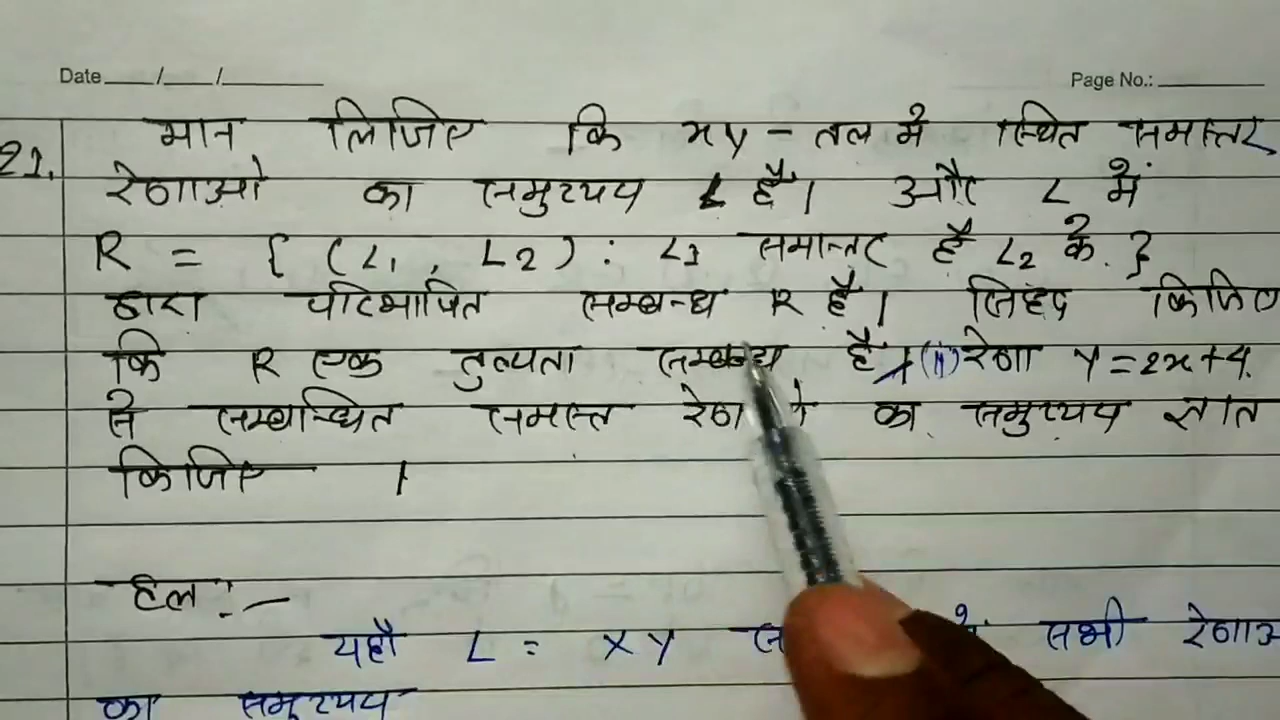 Date ___/___/______ Page No.: ________
21. मान लिजिए कि xy - तल में स्थित समास्तर
रेखाओ का समुच्चय L है। और L में
R = { (L1, L2) : L1 समान्तर है L2 के. }
द्वारा परिभाषित सम्बन्ध R है। सिद्ध किजिए
कि R एक तुल्यता सम्बन्ध है। (ii) रेखा y = 2x+4.
से सम्बन्धित समस्त का समुच्चय ज्ञात
किजिए ।
हल :-
यहाँ L = XY सभी
का समुच्चय